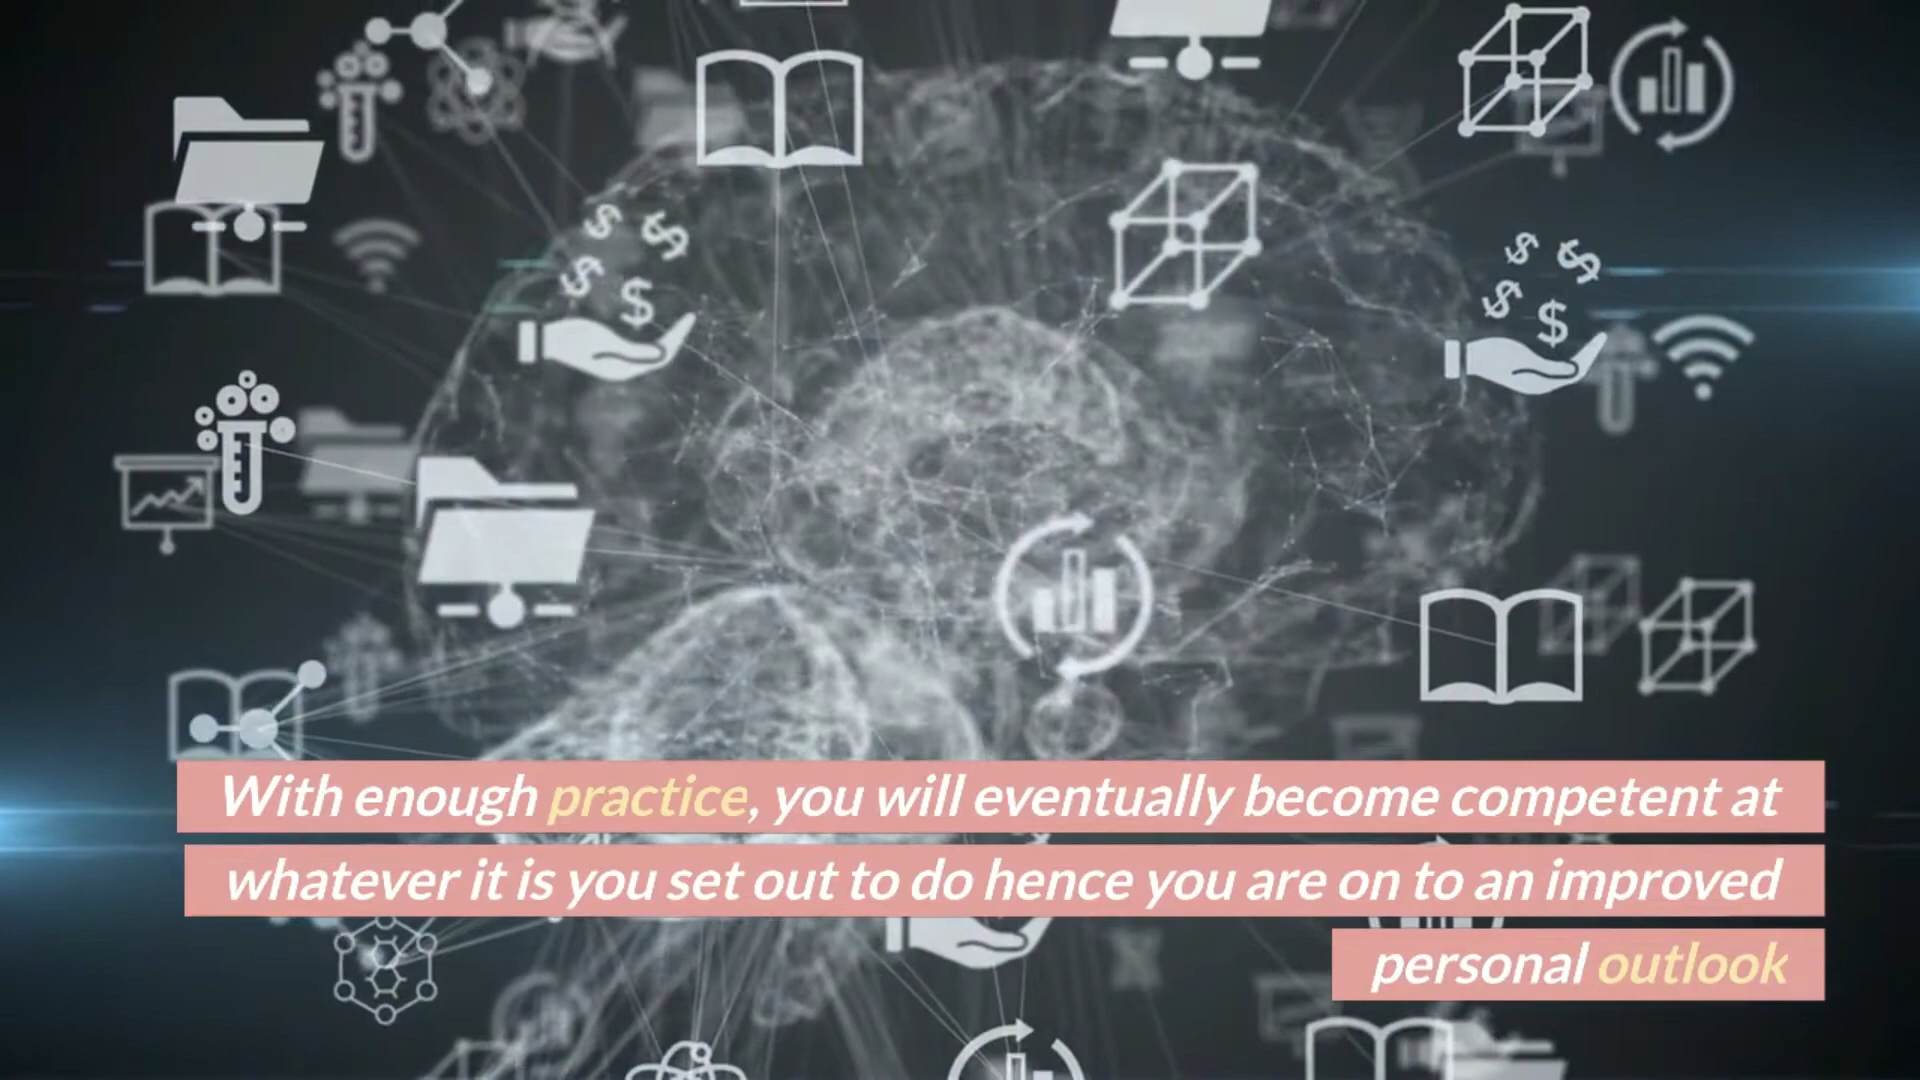 With enough practice, you will eventually become competent at
whatever it is you set out to do hence you are on to an improved
personal outlook